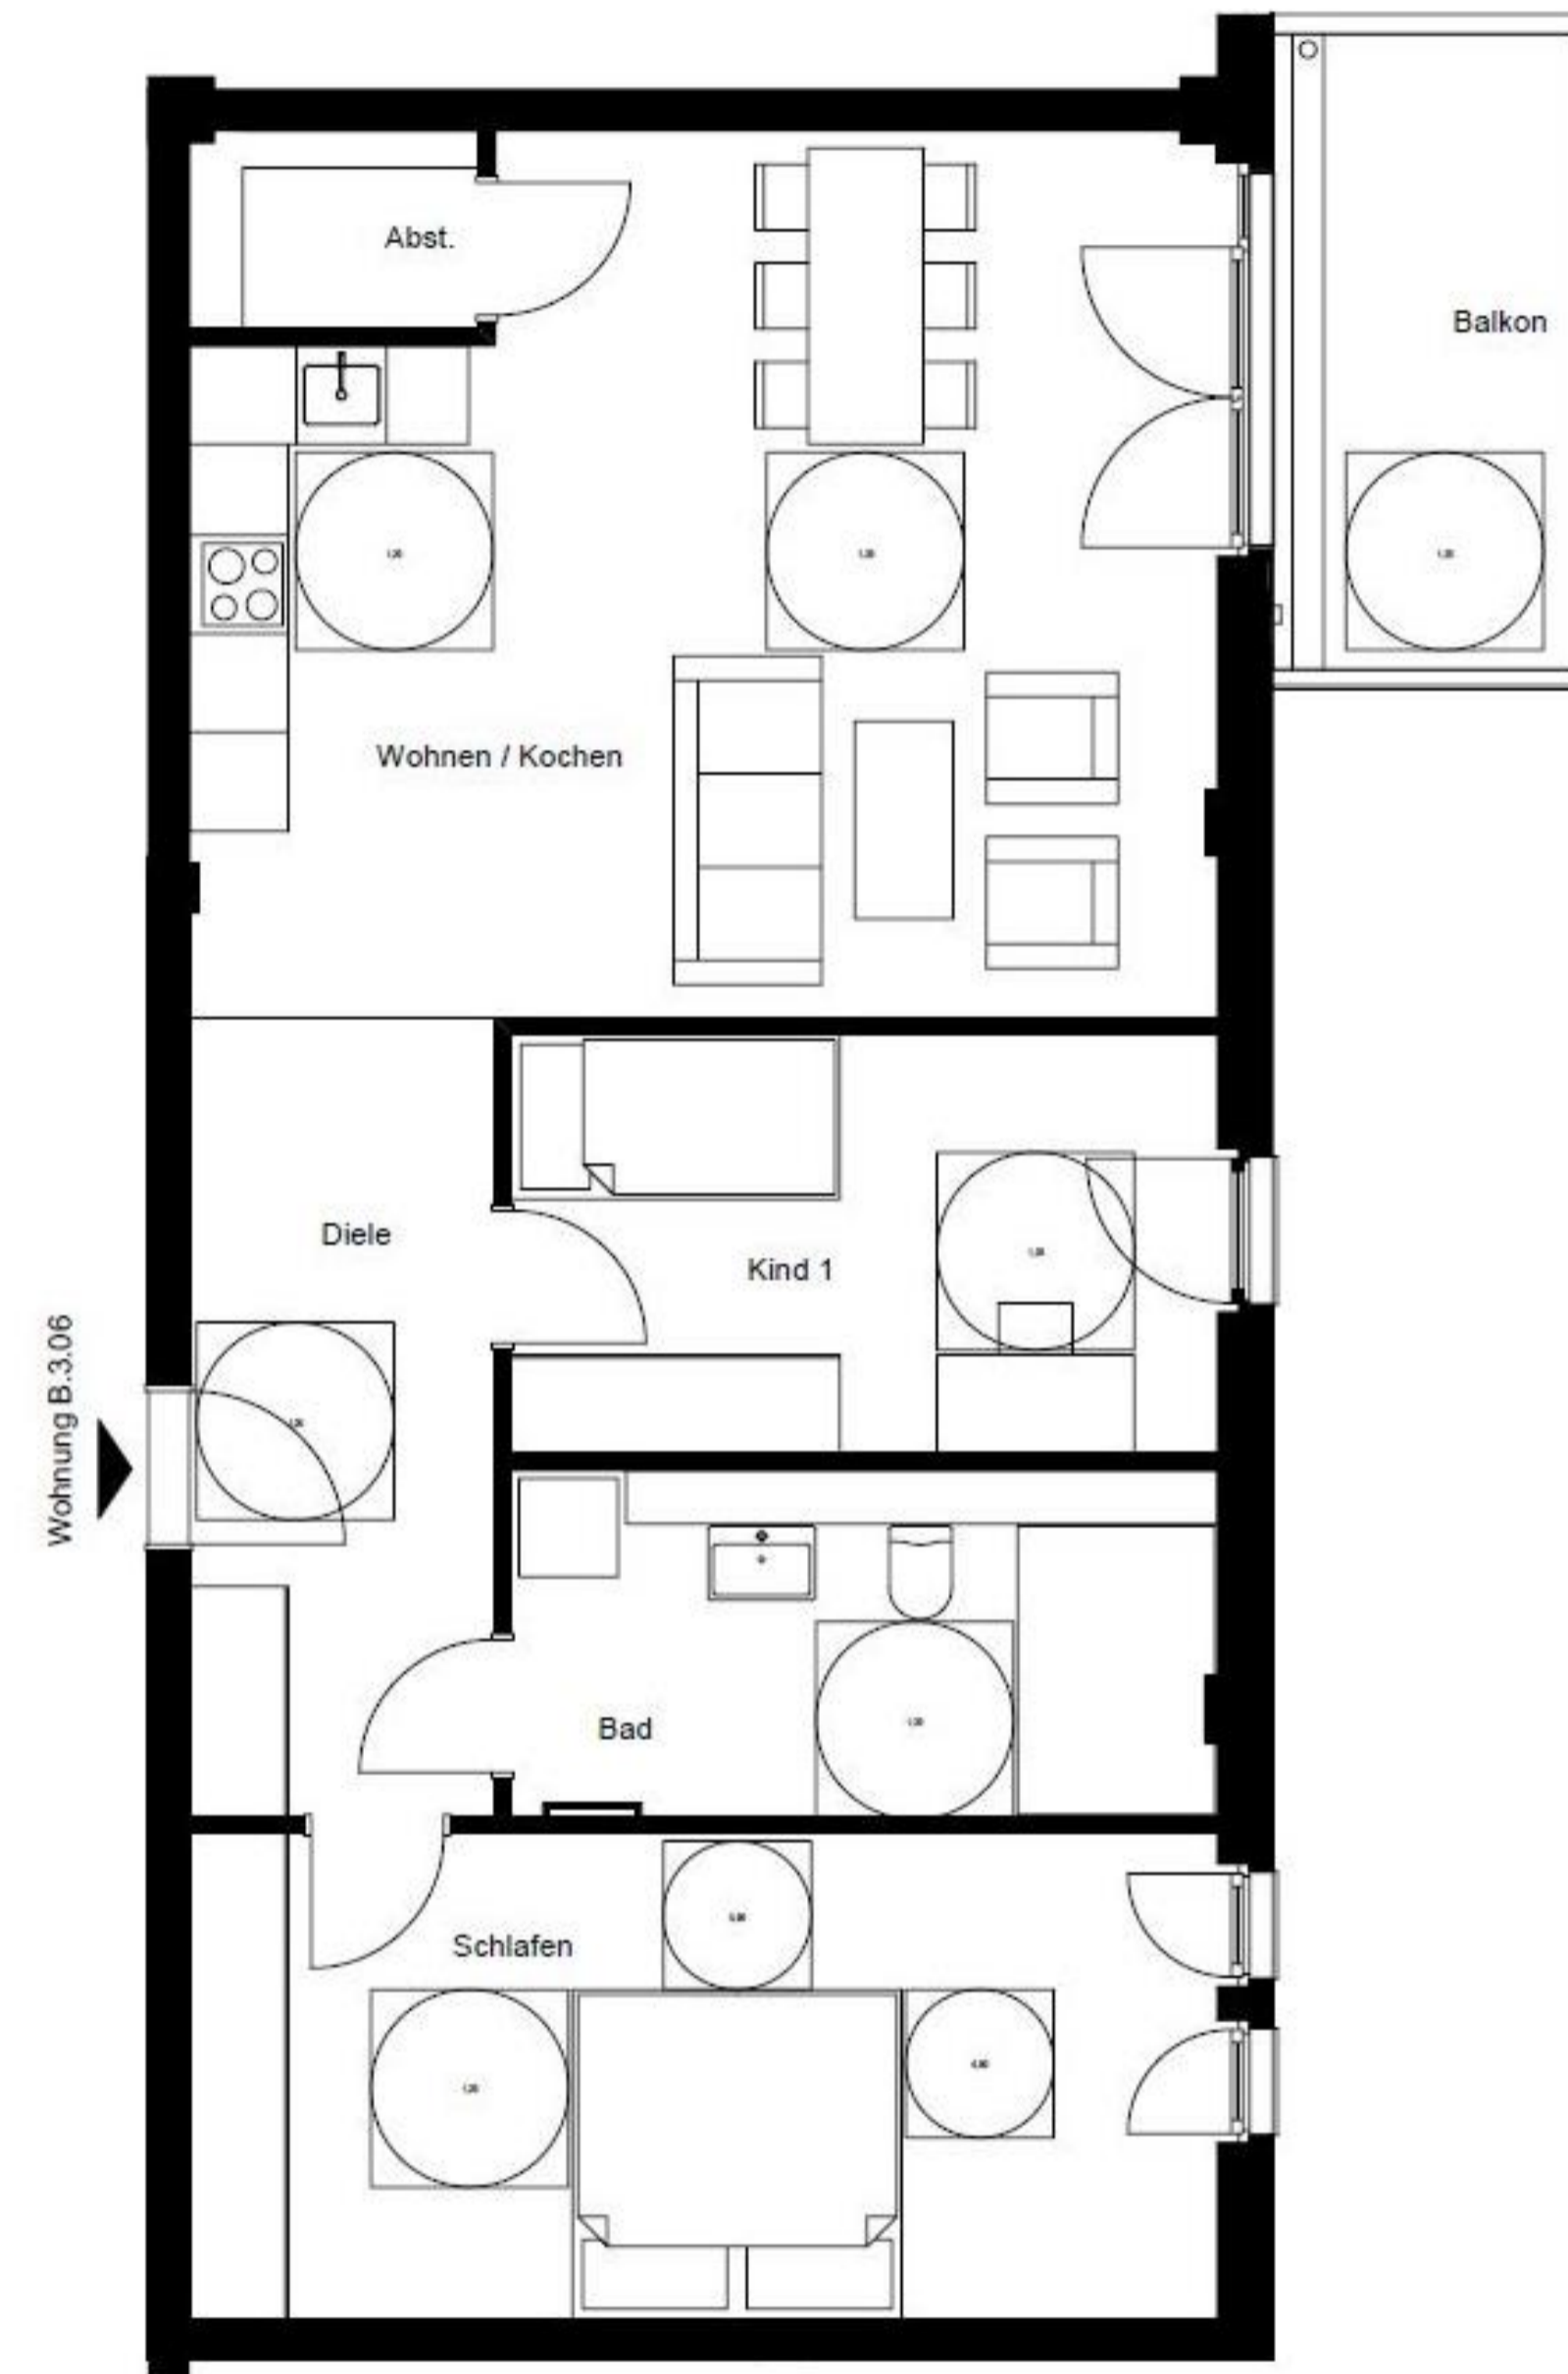 Abst.
Balkon
Wohnen / Kochen
Diele
Kind 1
Wohnung B.3.06
Bad
Schlafen